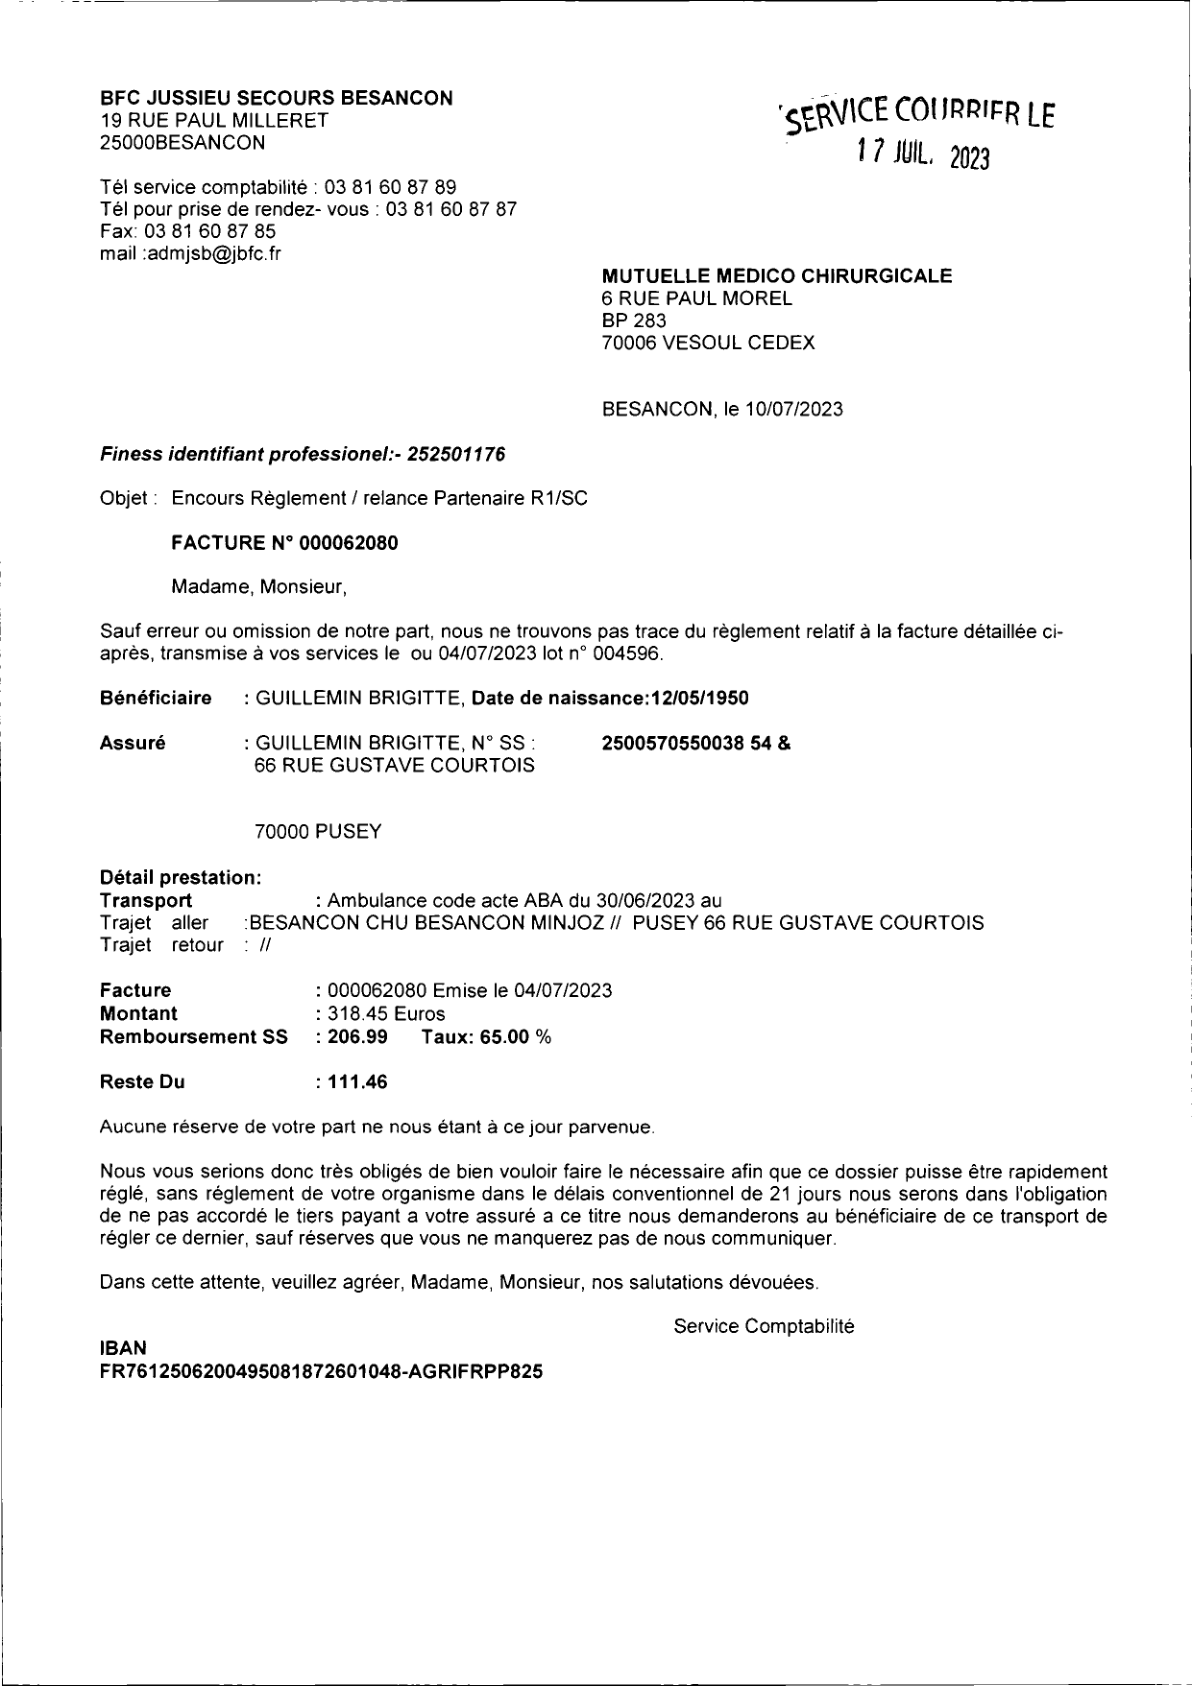 BFC JUSSIEU SECOURS BESANCON
19 RUE PAUL MILLERET
25000BESANCON
SERVICE COURRIER LE
17 JUIL. 2023
Tél service comptabilité : 03 81 60 87 89
Tél pour prise de rendez- vous : 03 81 60 87 87
Fax: 03 81 60 87 85
mail :admjsb@jbfc.fr
MUTUELLE MEDICO CHIRURGICALE
6 RUE PAUL MOREL
BP 283
70006 VESOUL CEDEX
BESANCON, le 10/07/2023
Finess identifiant professionel:- 252501176
Objet : Encours Règlement / relance Partenaire R1/SC
FACTURE N° 000062080
Madame, Monsieur,
Sauf erreur ou omission de notre part, nous ne trouvons pas trace du règlement relatif à la facture détaillée ci-
après, transmise à vos services le ou 04/07/2023 lot n° 004596.
Bénéficiaire : GUILLEMIN BRIGITTE, Date de naissance:12/05/1950
Assuré : GUILLEMIN BRIGITTE, N° SS : 2500570550038 54 &
66 RUE GUSTAVE COURTOIS
70000 PUSEY
Détail prestation:
Transport : Ambulance code acte ABA du 30/06/2023 au
Trajet aller :BESANCON CHU BESANCON MINJOZ // PUSEY 66 RUE GUSTAVE COURTOIS
Trajet retour : //
Facture : 000062080 Emise le 04/07/2023
Montant : 318.45 Euros
Remboursement SS : 206.99 Taux: 65.00 %
Reste Du : 111.46
Aucune réserve de votre part ne nous étant à ce jour parvenue.
Nous vous serions donc très obligés de bien vouloir faire le nécessaire afin que ce dossier puisse être rapidement
réglé, sans réglement de votre organisme dans le délais conventionnel de 21 jours nous serons dans l'obligation
de ne pas accordé le tiers payant a votre assuré a ce titre nous demanderons au bénéficiaire de ce transport de
régler ce dernier, sauf réserves que vous ne manquerez pas de nous communiquer.
Dans cette attente, veuillez agréer, Madame, Monsieur, nos salutations dévouées.
Service Comptabilité
IBAN
FR7612506200495081872601048-AGRIFRPP825